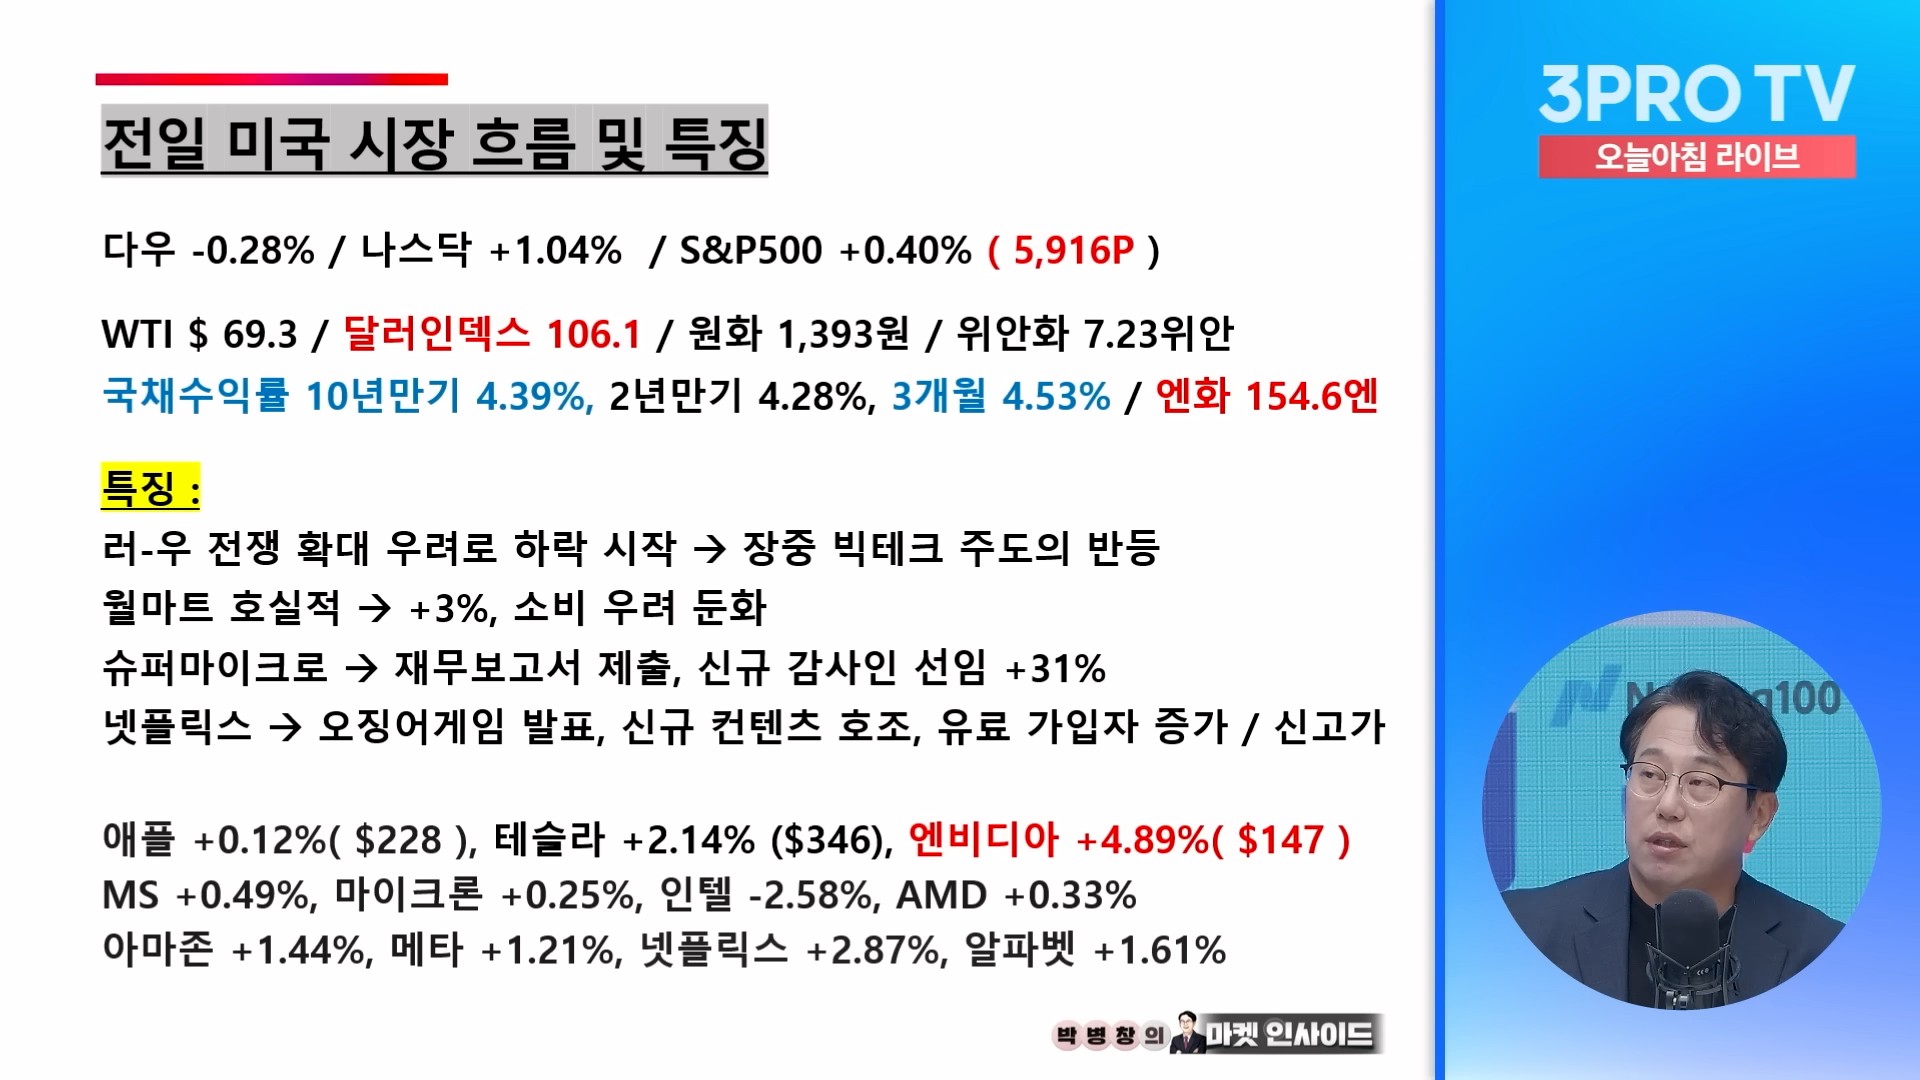 전일 미국 시장 흐름 및 특징
다우 -0.28% / 나스닥 +1.04% / S&P500 +0.40% ( 5,916P )
WTI $ 69.3 / 달러인덱스 106.1 / 원화 1,393원 / 위안화 7.23위안
국채수익률 10년만기 4.39%, 2년만기 4.28%, 3개월 4.53% / 엔화 154.6엔
특징 :
러-우 전쟁 확대 우려로 하락 시작 → 장중 빅테크 주도의 반등
월마트 호실적 → +3%, 소비 우려 둔화
슈퍼마이크로 → 재무보고서 제출, 신규 감사인 선임 +31%
넷플릭스 → 오징어게임 발표, 신규 컨텐츠 호조, 유료 가입자 증가 / 신고가
애플 +0.12%( $228 ), 테슬라 +2.14% ($346), 엔비디아 +4.89%( $147 )
MS +0.49%, 마이크론 +0.25%, 인텔 -2.58%, AMD +0.33%
아마존 +1.44%, 메타 +1.21%, 넷플릭스 +2.87%, 알파벳 +1.61%
박병창의 마켓 인사이드
3PRO TV
오늘아침 라이브